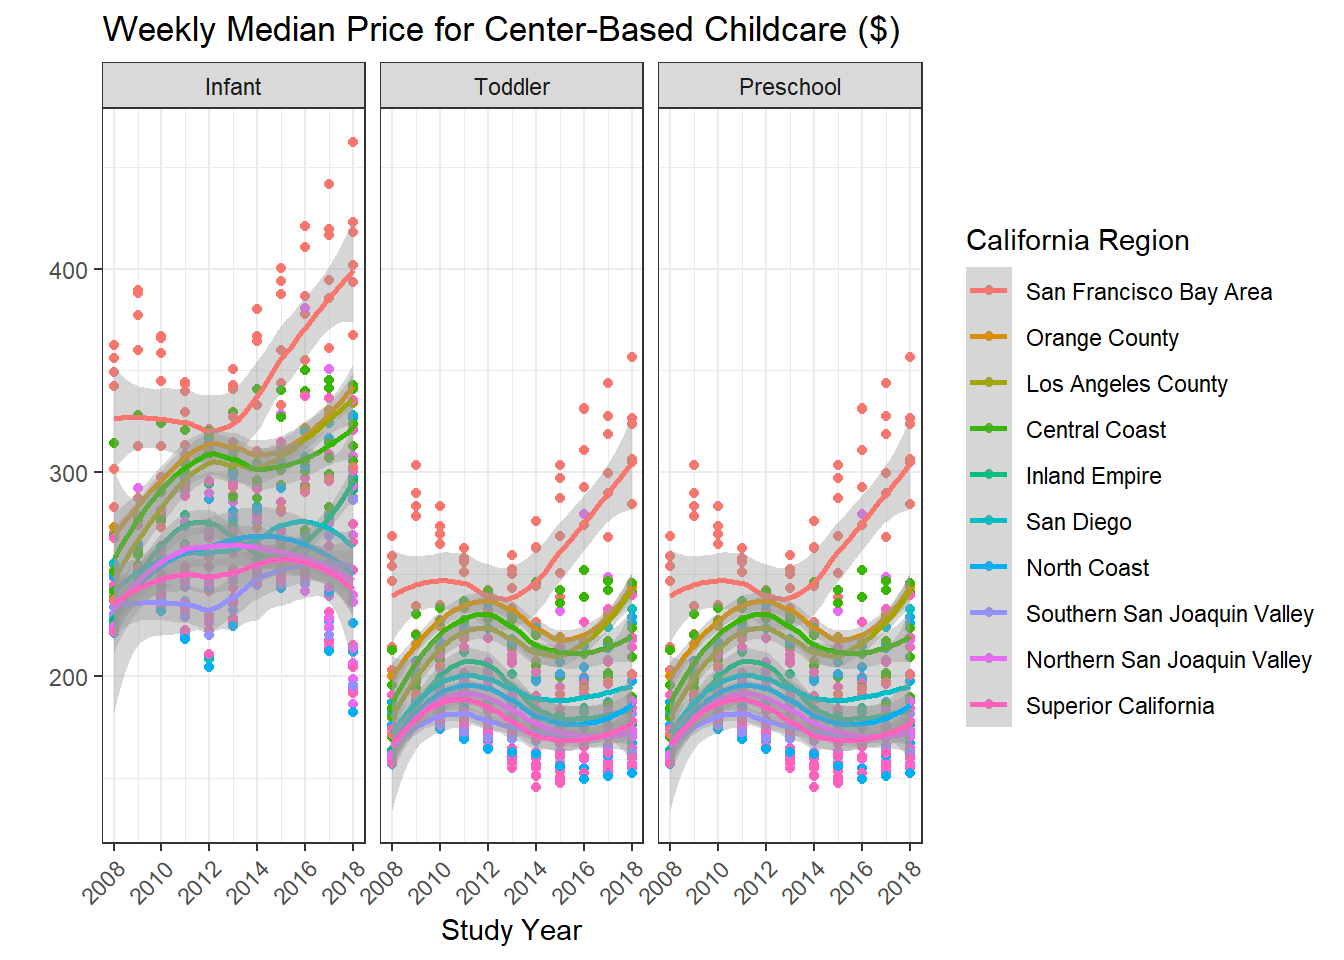 Weekly Median Price for Center-Based Childcare ($)
Infant
Toddler
Preschool
400
300
200
2008
2010
2012
2014
2016
2018
2008
2010
2012
2014
2016
2018
2008
2010
2012
2014
2016
2018
Study Year
California Region
San Francisco Bay Area
Orange County
Los Angeles County
Central Coast
Inland Empire
San Diego
North Coast
Southern San Joaquin Valley
Northern San Joaquin Valley
Superior California